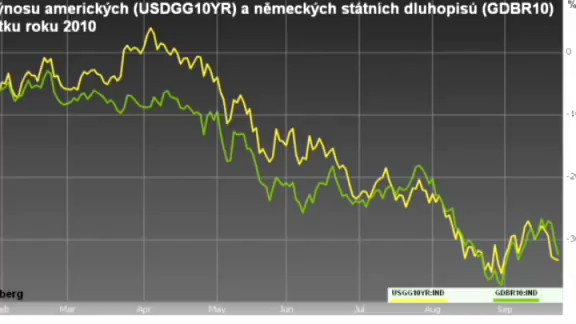 ýnosu amerických (USDGG10YR) a německých státních dluhopisů (GDBR10)
tku roku 2010
%
0
-30
berg
USGG10YR:IND GDBR10:IND
Mar Apr May Jun Jul Aug Sep